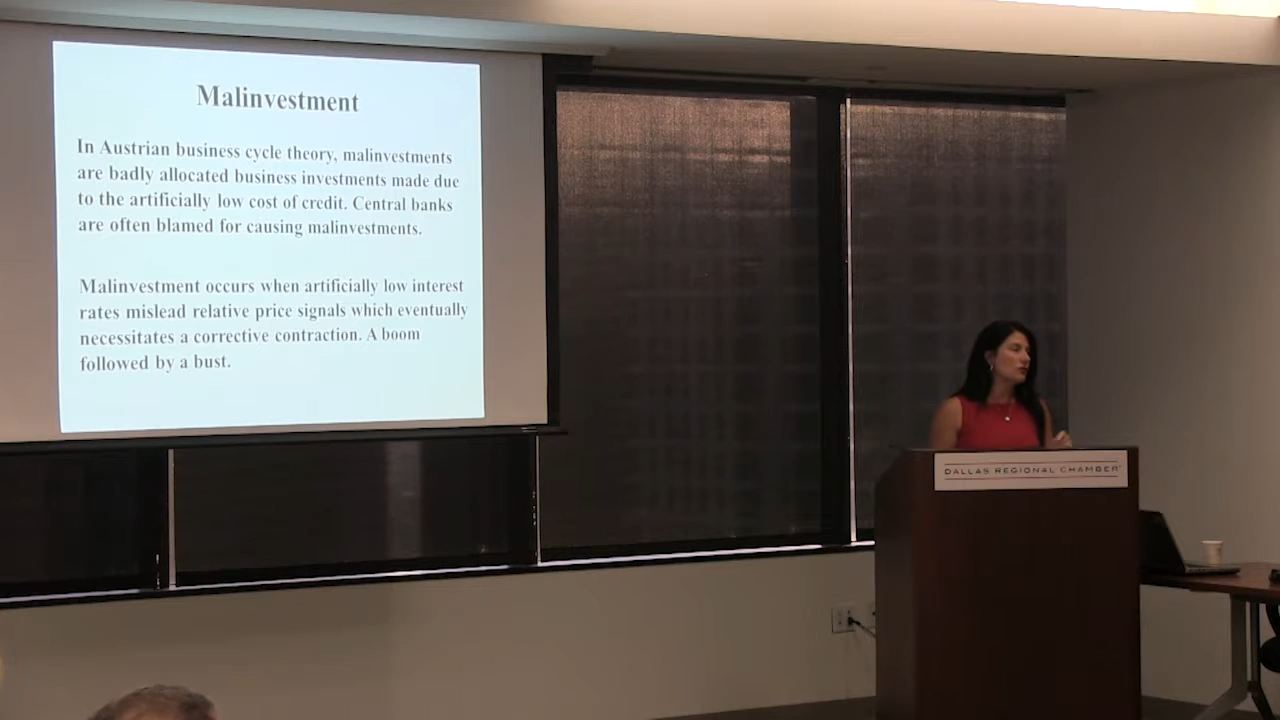 Malinvestment
In Austrian business cycle theory, malinvestments
are badly allocated business investments made due
to the artificially low cost of credit. Central banks
are often blamed for causing malinvestments.
Malinvestment occurs when artificially low interest
rates mislead relative price signals which eventually
necessitates a corrective contraction. A boom
followed by a bust.
DALLAS REGIONAL CHAMBER